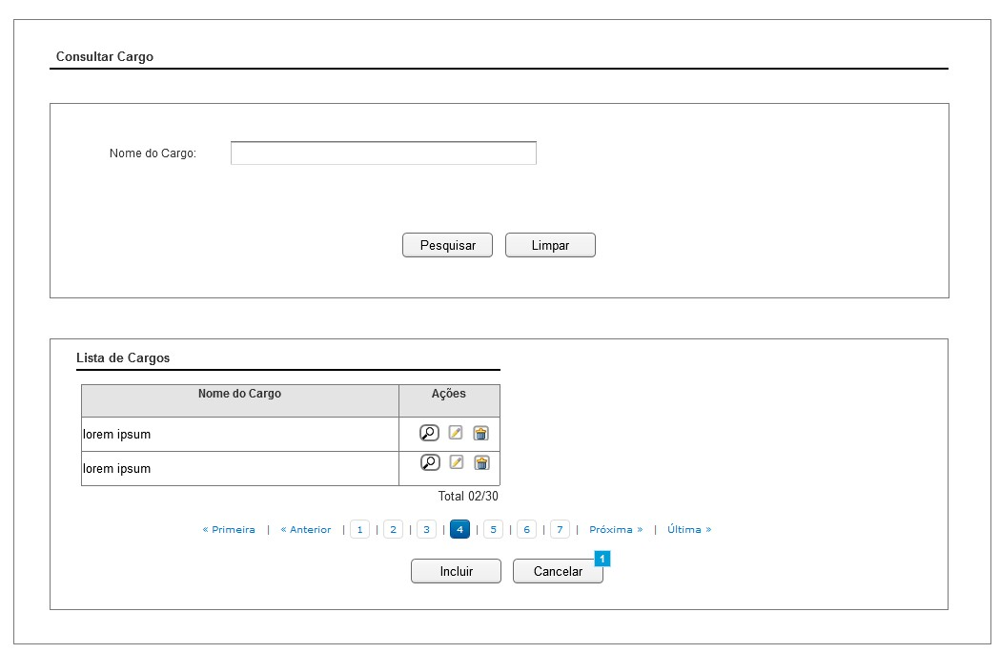 Consultar Cargo
Nome do Cargo:
Pesquisar Limpar
Lista de Cargos
Nome do Cargo Ações
lorem ipsum
lorem ipsum
Total 02/30
« Primeira | « Anterior | 1 | 2 | 3 | 4 | 5 | 6 | 7 | Próxima » | Última »
1
Incluir Cancelar